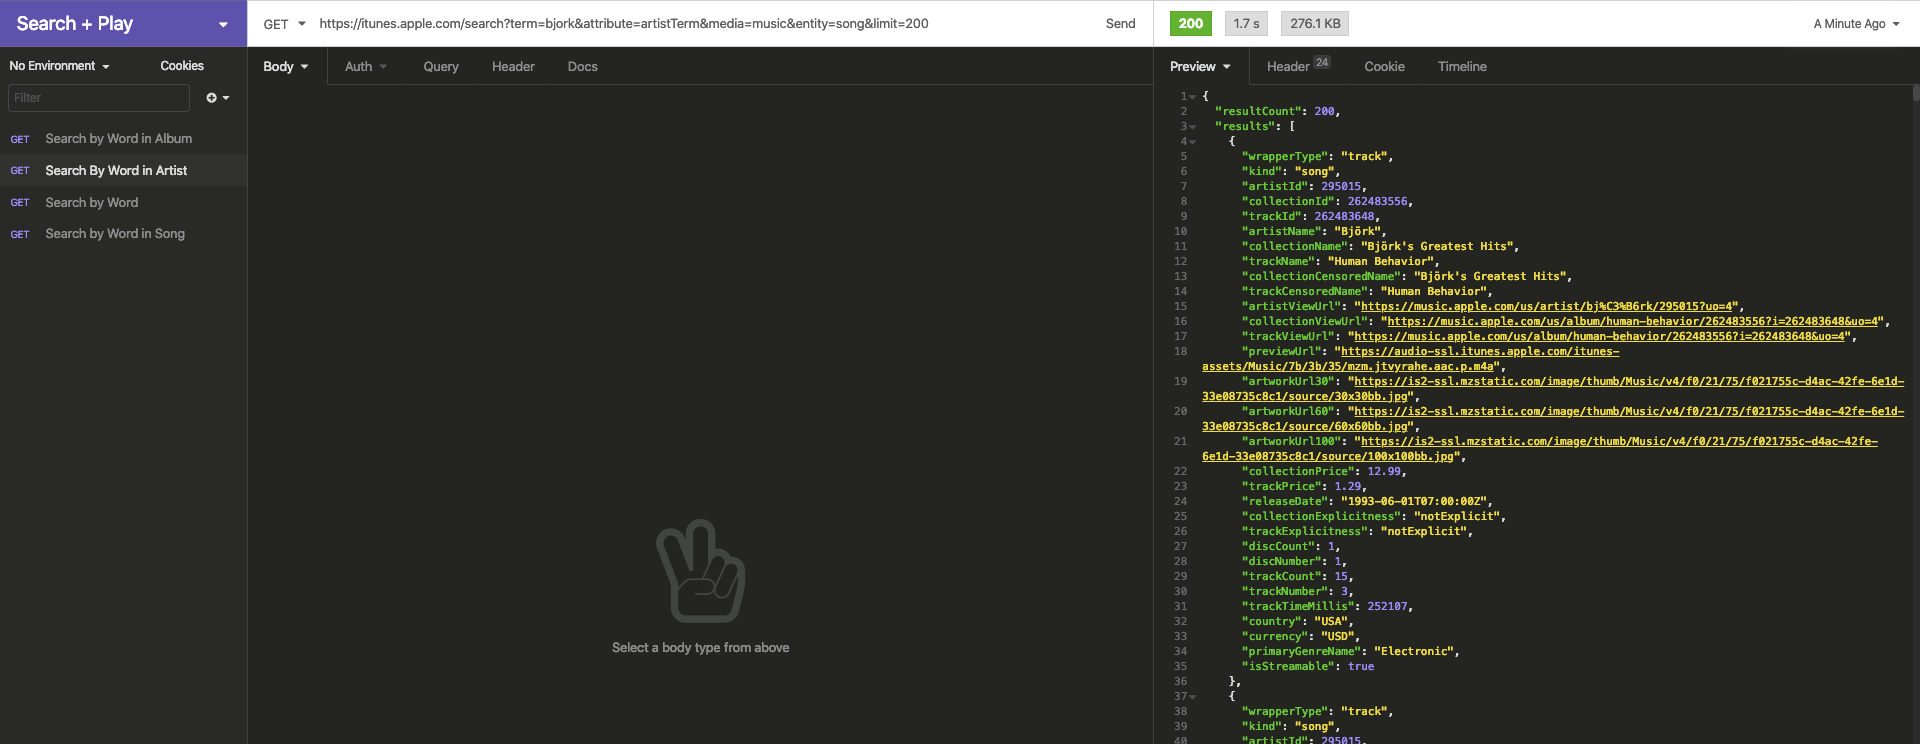 Search + Play
GET https://itunes.apple.com/search?term=bjork&attribute=artistTerm&media=music&entity=song&limit=200 Send
200 1.7 s 276.1 KB A Minute Ago
No Environment Cookies
Filter
GET Search by Word in Album
GET Search By Word in Artist
GET Search by Word
GET Search by Word in Song
Body Auth Query Header Docs
Select a body type from above
Preview Header 24 Cookie Timeline
1 {
2 "resultCount": 200,
3 "results": [
4 {
5 "wrapperType": "track",
6 "kind": "song",
7 "artistId": 295015,
8 "collectionId": 262483556,
9 "trackId": 262483648,
10 "artistName": "Björk",
11 "collectionName": "Björk's Greatest Hits",
12 "trackName": "Human Behavior",
13 "collectionCensoredName": "Björk's Greatest Hits",
14 "trackCensoredName": "Human Behavior",
15 "artistViewUrl": "https://music.apple.com/us/artist/bj%C3%B6rk/295015?uo=4",
16 "collectionViewUrl": "https://music.apple.com/us/album/human-behavior/262483556?i=262483648&uo=4",
17 "trackViewUrl": "https://music.apple.com/us/album/human-behavior/262483556?i=262483648&uo=4",
18 "previewUrl": "https://audio-ssl.itunes.apple.com/itunes-
assets/Music/7b/3b/35/mzm.jtvyrahe.aac.p.m4a",
19 "artworkUrl30": "https://is2-ssl.mzstatic.com/image/thumb/Music/v4/f0/21/75/f021755c-d4ac-42fe-6e1d-
33e08735c8c1/source/30x30bb.jpg",
20 "artworkUrl60": "https://is2-ssl.mzstatic.com/image/thumb/Music/v4/f0/21/75/f021755c-d4ac-42fe-6e1d-
33e08735c8c1/source/60x60bb.jpg",
21 "artworkUrl100": "https://is2-ssl.mzstatic.com/image/thumb/Music/v4/f0/21/75/f021755c-d4ac-42fe-
6e1d-33e08735c8c1/source/100x100bb.jpg",
22 "collectionPrice": 12.99,
23 "trackPrice": 1.29,
24 "releaseDate": "1993-06-01T07:00:00Z",
25 "collectionExplicitness": "notExplicit",
26 "trackExplicitness": "notExplicit",
27 "discCount": 1,
28 "discNumber": 1,
29 "trackCount": 15,
30 "trackNumber": 3,
31 "trackTimeMillis": 252107,
32 "country": "USA",
33 "currency": "USD",
34 "primaryGenreName": "Electronic",
35 "isStreamable": true
36 },
37 {
38 "wrapperType": "track",
39 "kind": "song",
40 "artistId": 295015,